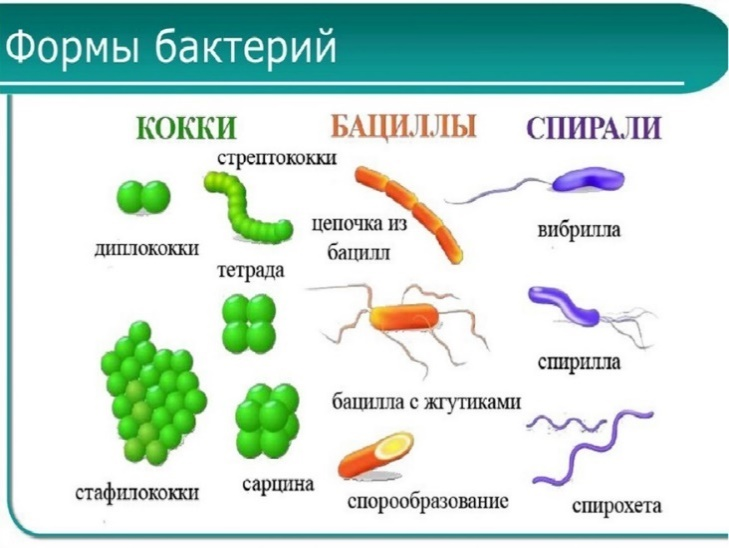 Формы бактерий
КОККИ
БАЦИЛЛЫ
СПИРАЛИ
стрептококки
диплококки
тетрада
цепочка из
бацилл
вибрилла
спирилла
бацилла с жгутиками
стафилококки
сарцина
спорообразование
спирохета